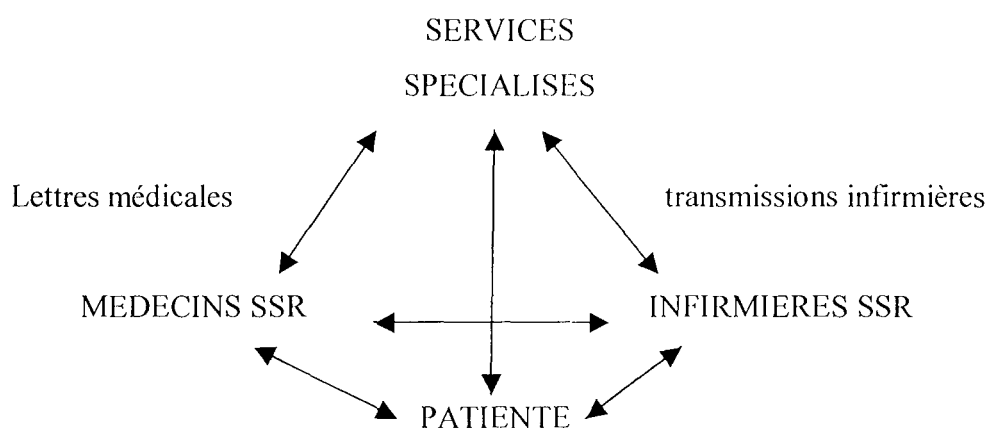 SERVICES
SPECIALISES
Lettres médicales
transmissions infirmières
MEDECINS SSR
INFIRMIERES SSR
PATIENTE